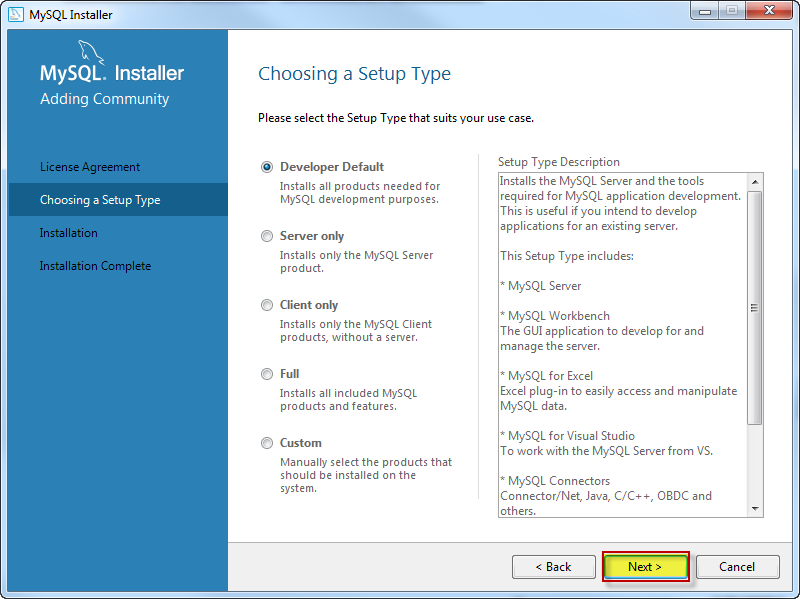 MySQL Installer
MySQL. Installer
Adding Community
License Agreement
Choosing a Setup Type
Installation
Installation Complete
Choosing a Setup Type
Please select the Setup Type that suits your use case.
Developer Default
Installs all products needed for
MySQL development purposes.
Server only
Installs only the MySQL Server
product.
Client only
Installs only the MySQL Client
products, without a server.
Full
Installs all included MySQL
products and features.
Custom
Manually select the products that
should be installed on the
system.
Setup Type Description
Installs the MySQL Server and the tools
required for MySQL application development.
This is useful if you intend to develop
applications for an existing server.
This Setup Type includes:
* MySQL Server
* MySQL Workbench
The GUI application to develop for and
manage the server.
* MySQL for Excel
Excel plug-in to easily access and manipulate
MySQL data.
* MySQL for Visual Studio
To work with the MySQL Server from VS.
* MySQL Connectors
Connector/Net, Java, C/C++, OBDC and
others.
< Back
Next >
Cancel